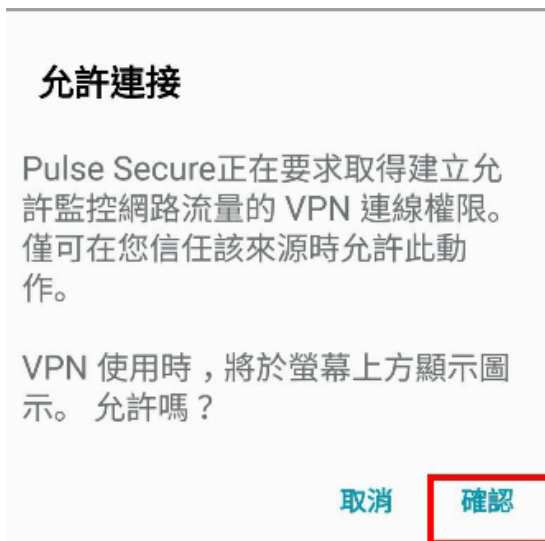 允許連接
Pulse Secure正在要求取得建立允
許監控網路流量的 VPN 連線權限。
僅可在您信任該來源時允許此動
作。
VPN 使用時，將於螢幕上方顯示圖
示。 允許嗎？
取消 確認